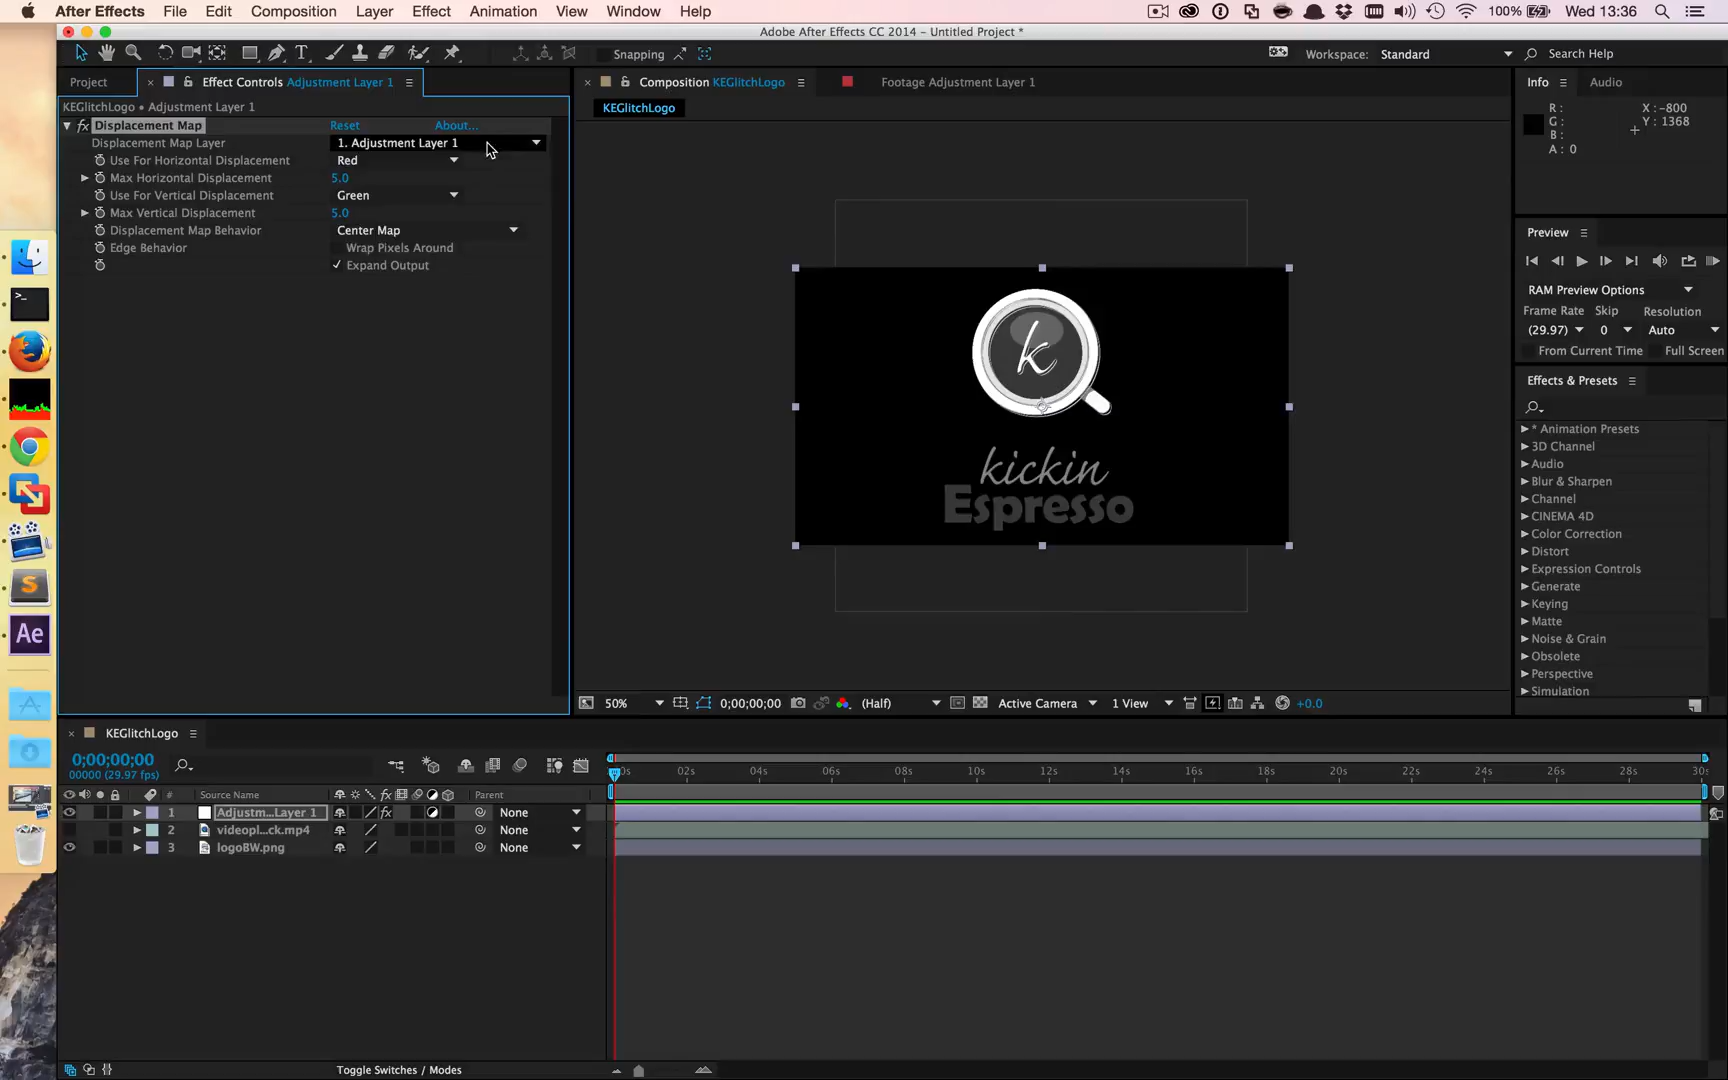 After Effects File Edit Composition Layer Effect Animation View Window Help 100% Wed 13:36
Adobe After Effects CC 2014 - Untitled Project *
Snapping Workspace: Standard Search Help
Project Effect Controls Adjustment Layer 1 Composition KEGlitchLogo Footage Adjustment Layer 1 Info Audio
KEGlitchLogo • Adjustment Layer 1
KEGlitchLogo
fx Displacement Map Reset About...
Displacement Map Layer 1. Adjustment Layer 1
Use For Horizontal Displacement Red
Max Horizontal Displacement 5.0
Use For Vertical Displacement Green
Max Vertical Displacement 5.0
Displacement Map Behavior Center Map
Edge Behavior Wrap Pixels Around
Expand Output
k
kickin
Espresso
R: X: -800
G: Y: 1368
B:
A: 0
Preview
RAM Preview Options
Frame Rate Skip Resolution
(29.97) 0 Auto
From Current Time Full Screen
Effects & Presets
* Animation Presets
3D Channel
Audio
Blur & Sharpen
Channel
CINEMA 4D
Color Correction
Distort
Expression Controls
Generate
Keying
Matte
Noise & Grain
Obsolete
Perspective
Simulation
50% 0;00;00;00 (Half) Active Camera 1 View +0.0
KEGlitchLogo
0;00;00;00
00000 (29.97 fps)
02s 04s 06s 08s 10s 12s 14s 16s 18s 20s 22s 24s 26s 28s 30s
# Source Name fx Parent
1 Adjustm...Layer 1 fx None
2 videopl...ck.mp4 None
3 logoBW.png None
Toggle Switches / Modes
Ae
S